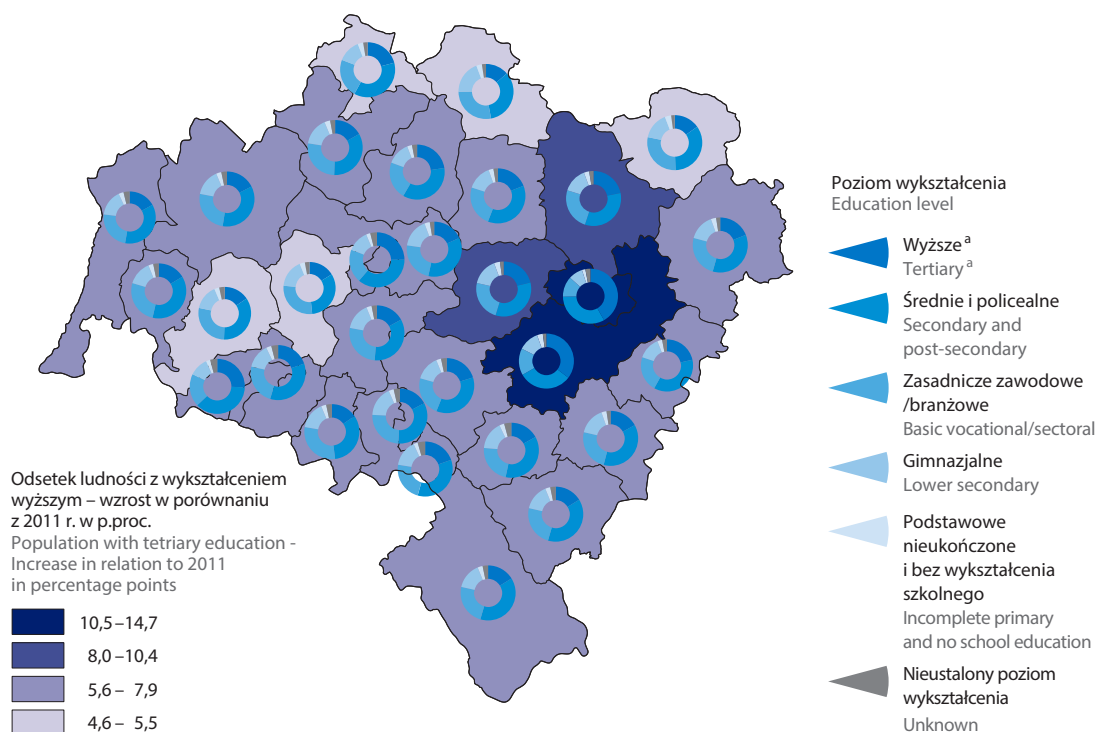 Poziom wykształcenia
Education level
Wyższe a
Tertiary a
Średnie i policealne
Secondary and
post-secondary
Zasadnicze zawodowe
/branżowe
Basic vocational/sectoral
Gimnazjalne
Lower secondary
Podstawowe
nieukończone
i bez wykształcenia
szkolnego
Incomplete primary
and no school education
Nieustalony poziom
wykształcenia
Unknown
Odsetek ludności z wykształceniem
wyższym – wzrost w porównaniu
z 2011 r. w p.proc.
Population with tetriary education -
Increase in relation to 2011
in percentage points
10,5 – 14,7
8,0 – 10,4
5,6 – 7,9
4,6 – 5,5